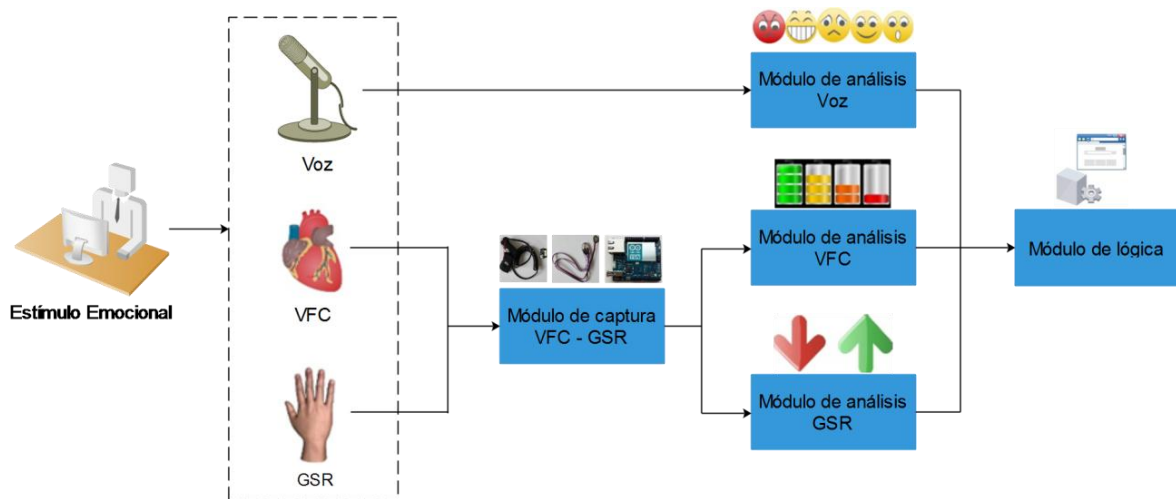 Estímulo Emocional
Voz
VFC
GSR
Módulo de captura
VFC - GSR
Módulo de análisis
Voz
Módulo de análisis
VFC
Módulo de análisis
GSR
Módulo de lógica